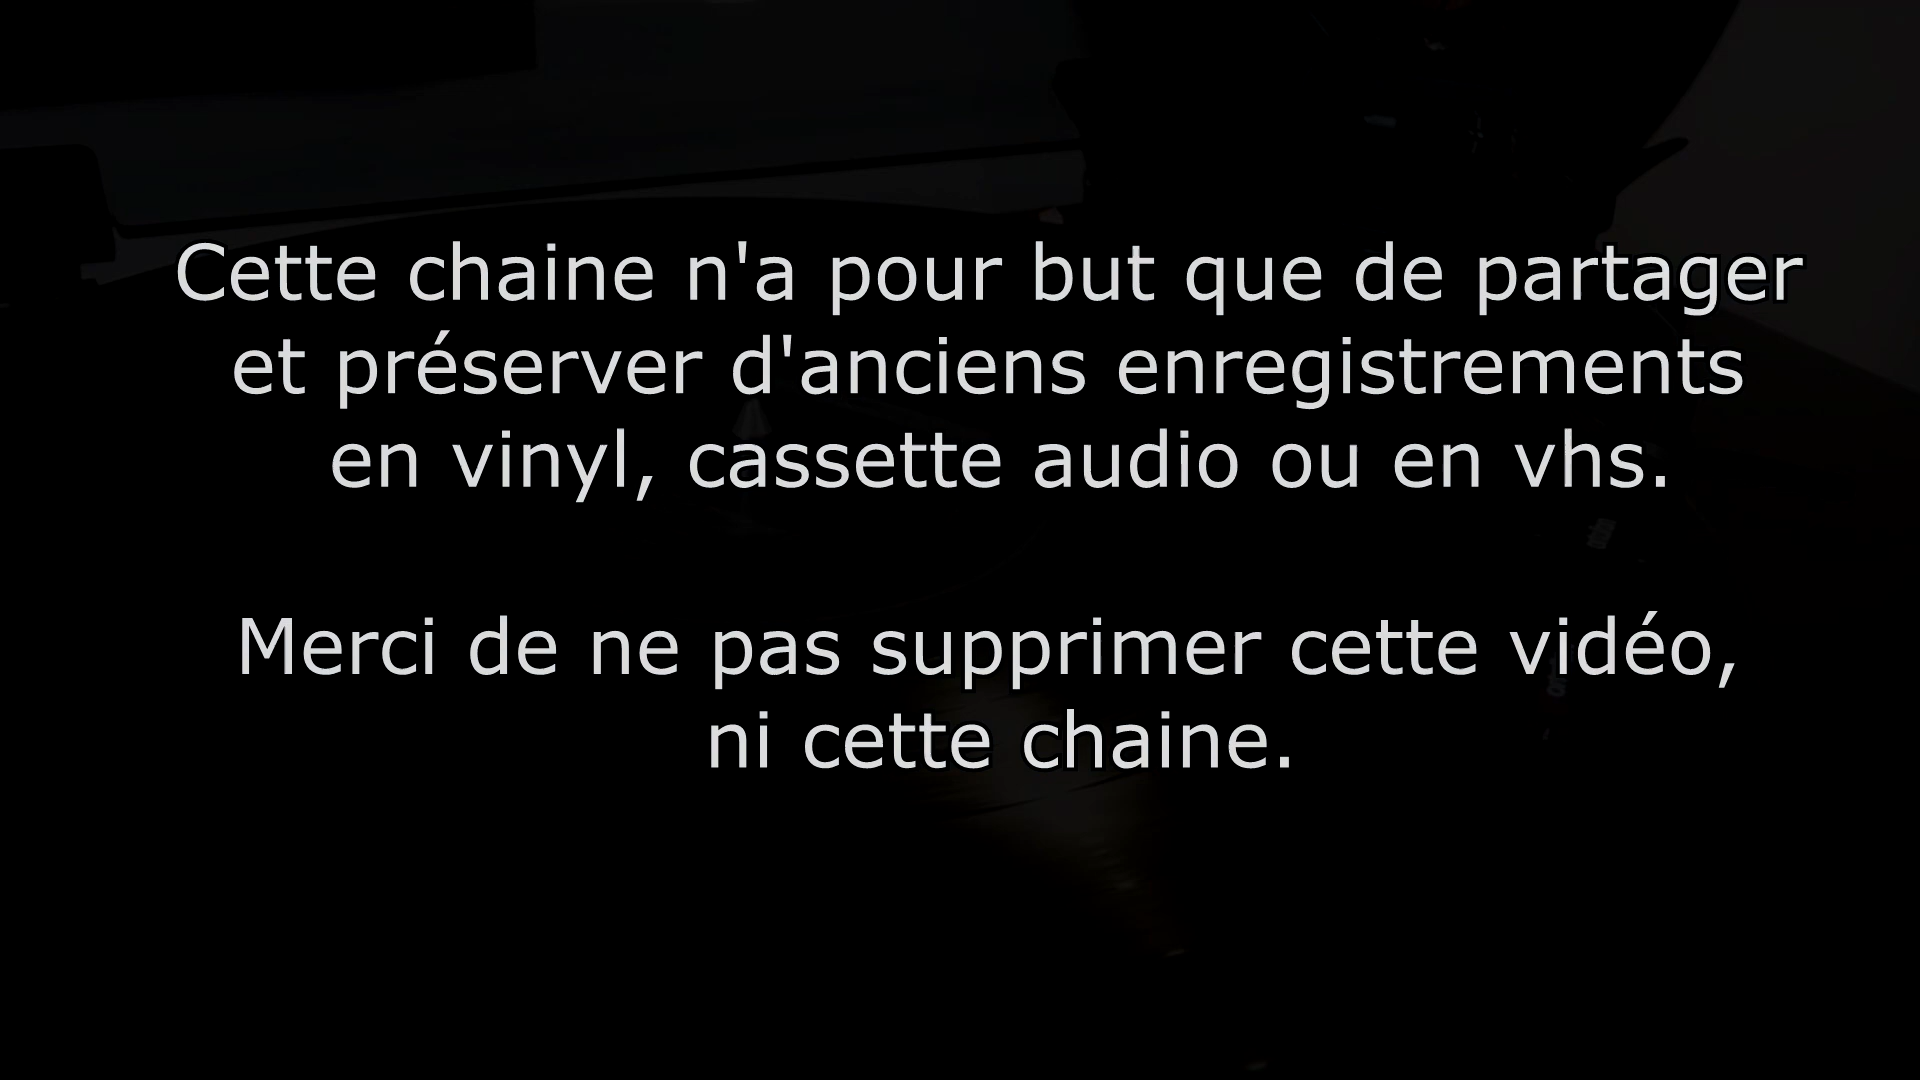 Cette chaine n'a pour but que de partager
et préserver d'anciens enregistrements
en vinyl, cassette audio ou en vhs.
Merci de ne pas supprimer cette vidéo,
ni cette chaine.